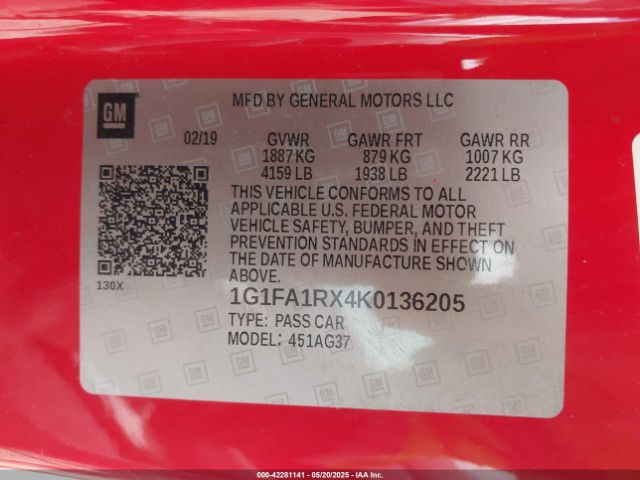 GM
MFD BY GENERAL MOTORS LLC
02/19 GVWR GAWR FRT GAWR RR
1887 KG 879 KG 1007 KG
4159 LB 1938 LB 2221 LB
THIS VEHICLE CONFORMS TO ALL
APPLICABLE U.S. FEDERAL MOTOR
VEHICLE SAFETY, BUMPER, AND THEFT
PREVENTION STANDARDS IN EFFECT ON
THE DATE OF MANUFACTURE SHOWN
ABOVE.
130X
1G1FA1RX4K0136205
TYPE: PASS CAR
MODEL: 451AG37
000-42281141 - 05/20/2025 - IAAI.COM